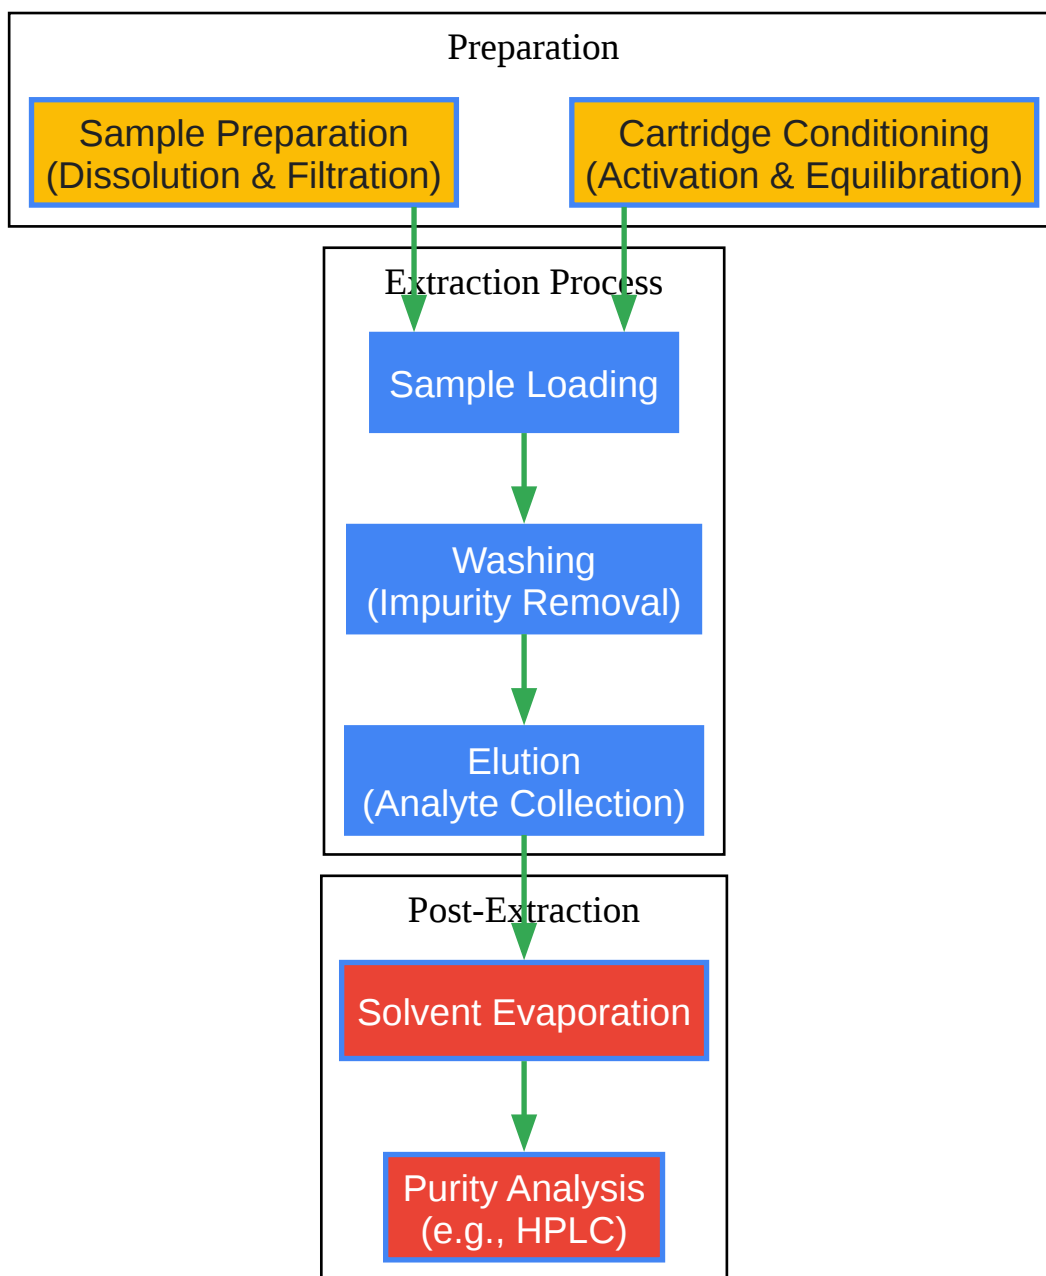 Preparation
Sample Preparation
(Dissolution & Filtration)
Cartridge Conditioning
(Activation & Equilibration)
Extraction Process
Sample Loading
Washing
(Impurity Removal)
Elution
(Analyte Collection)
Post-Extraction
Solvent Evaporation
Purity Analysis
(e.g., HPLC)